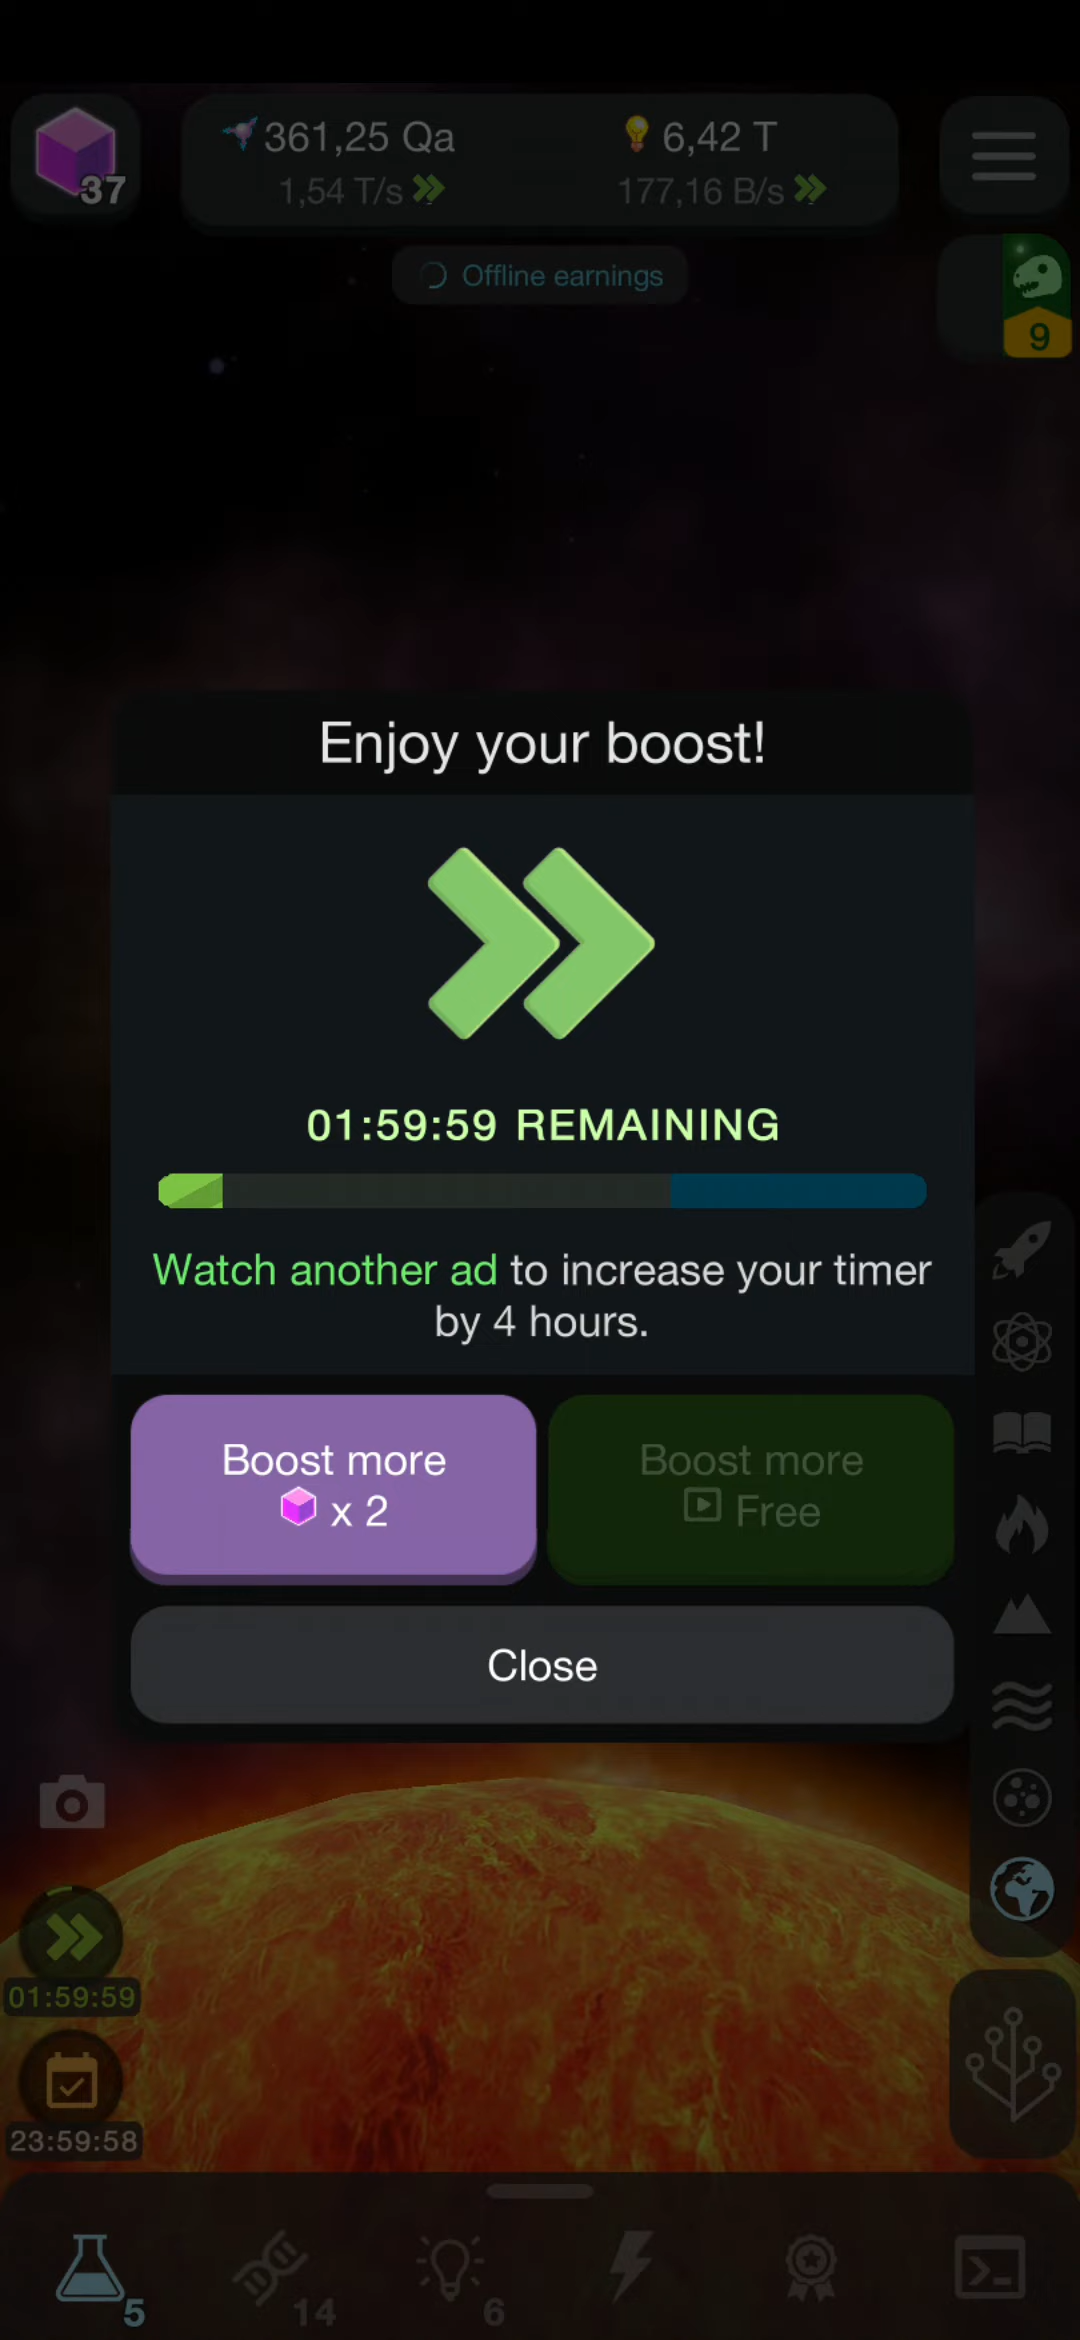 37
361,25 Qa
6,42 T
1,54 T/s
177,16 B/s
Offline earnings
9
Enjoy your boost!
01:59:59 REMAINING
Watch another ad to increase your timer
by 4 hours.
Boost more
x 2
Boost more
Free
Close
01:59:59
23:59:58
5
14
6